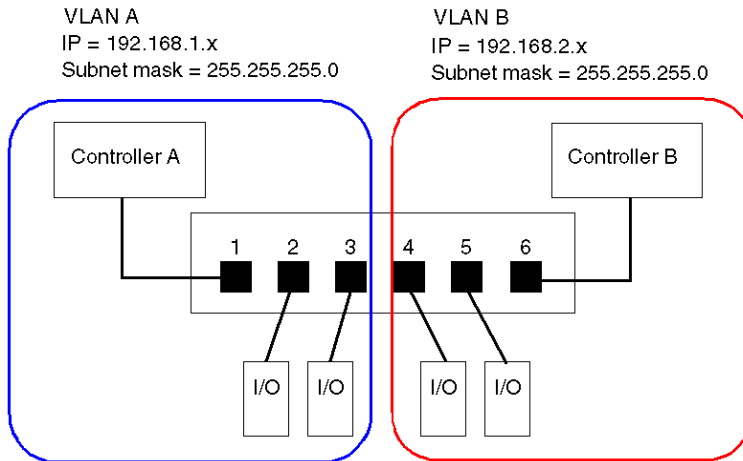 VLAN A
IP = 192.168.1.x
Subnet mask = 255.255.255.0
VLAN B
IP = 192.168.2.x
Subnet mask = 255.255.255.0
Controller A
Controller B
1 2 3 4 5 6
I/O I/O I/O I/O